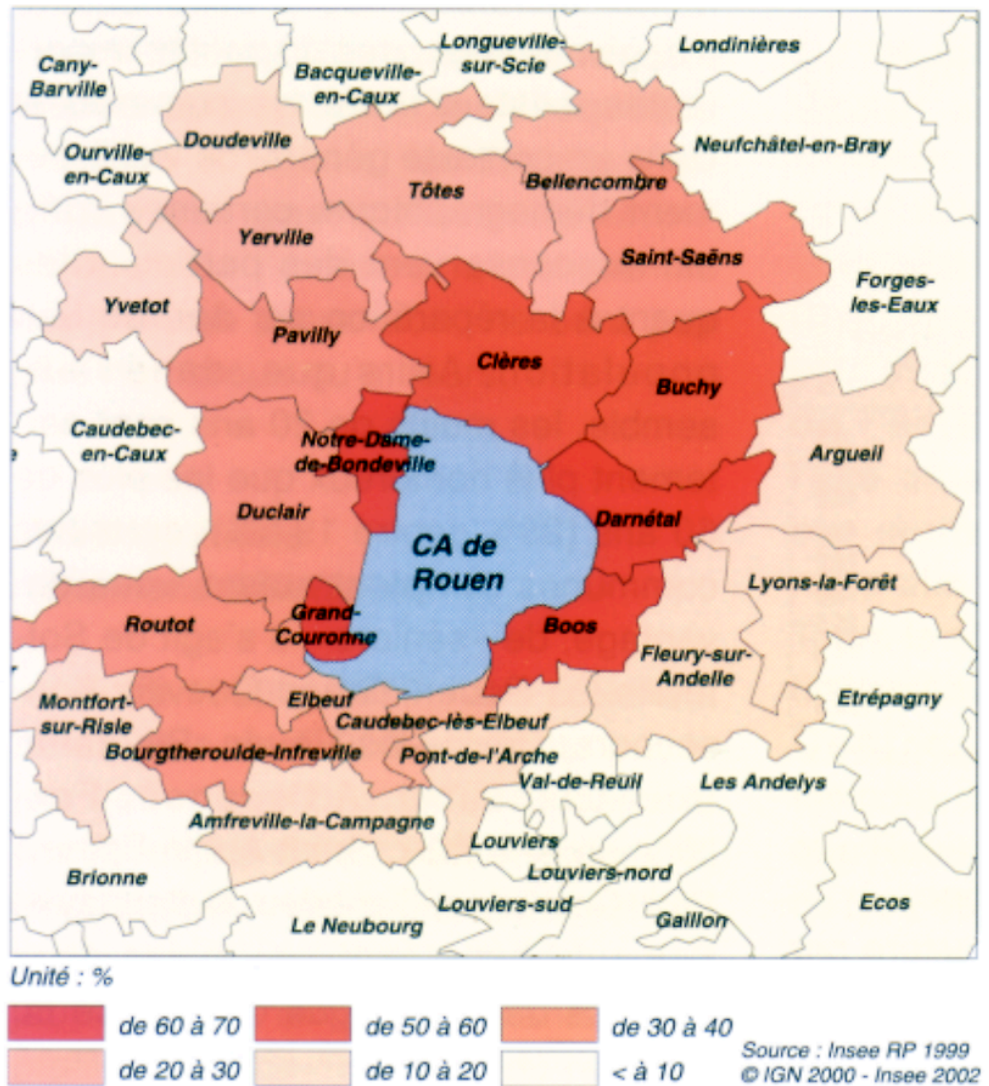 Longueville-
sur-Scie
Londinières
Cany-
Barville
Bacqueville-
en-Caux
Doudeville
Neufchâtel-en-Bray
Ourville-
en-Caux
Tôtes
Bellencombre
Yerville
Saint-Saëns
Forges-
les-Eaux
Yvetot
Pavilly
Clères
Buchy
Caudebec-
en-Caux
Notre-Dame-
de-Bondeville
Argueil
Duclair
Darnétal
CA de
Rouen
Lyons-la-Forêt
Routot
Grand-
Couronne
Boos
Fleury-sur-
Andelle
Montfort-
sur-Risle
Elbeuf
Etrépagny
Caudebec-lès-Elbeuf
Bourgtheroulde-Infreville
Pont-de-l'Arche
Val-de-Reuil
Les Andelys
Amfreville-la-Campagne
Louviers
Brionne
Louviers-nord
Louviers-sud
Ecos
Le Neubourg
Gaillon
Unité : %
de 60 à 70
de 50 à 60
de 30 à 40
de 20 à 30
de 10 à 20
< à 10
Source : Insee RP 1999
© IGN 2000 - Insee 2002